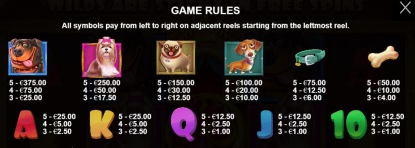 GAME RULES
All symbols pay from left to right on adjacent reels starting from the leftmost reel.
5 - €375.00 5 - €250.00 5 - €150.00 5 - €100.00 5 - €75.00 5 - €50.00
4 - €75.00 4 - €50.00 4 - €30.00 4 - €20.00 4 - €12.50 4 - €10.00
3 - €25.00 3 - €17.50 3 - €12.50 3 - €10.00 3 - €6.00 3 - €4.00
A 5 - €25.00 K 5 - €25.00 Q 5 - €12.50 J 5 - €12.50 10 5 - €12.50
4 - €5.00 4 - €5.00 4 - €2.50 4 - €2.50 4 - €2.50
3 - €2.50 3 - €2.50 3 - €1.00 3 - €1.00 3 - €1.00